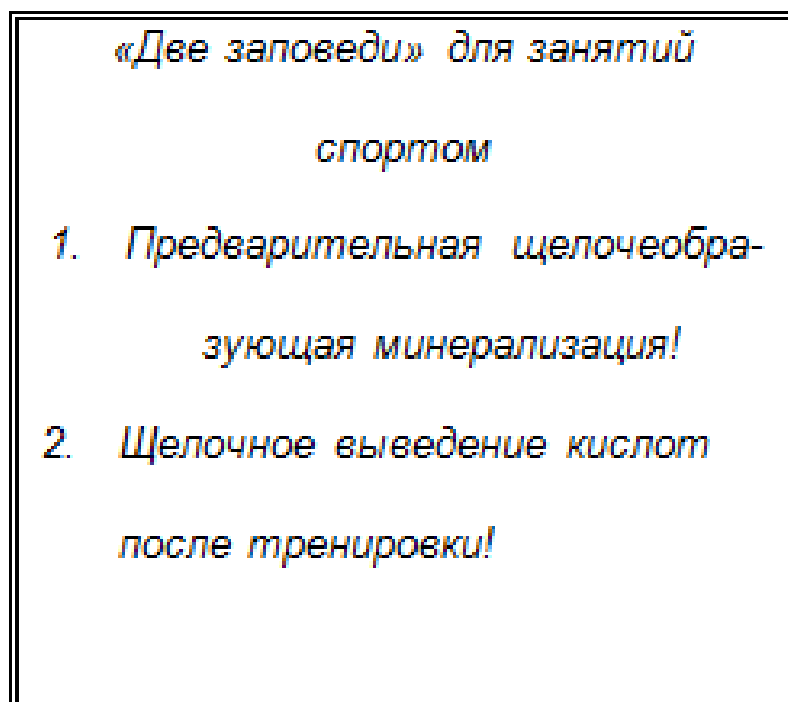 «Две заповеди» для занятий
спортом
1. Предварительная щелочеобра-
зующая минерализация!
2. Щелочное выведение кислот
после тренировки!